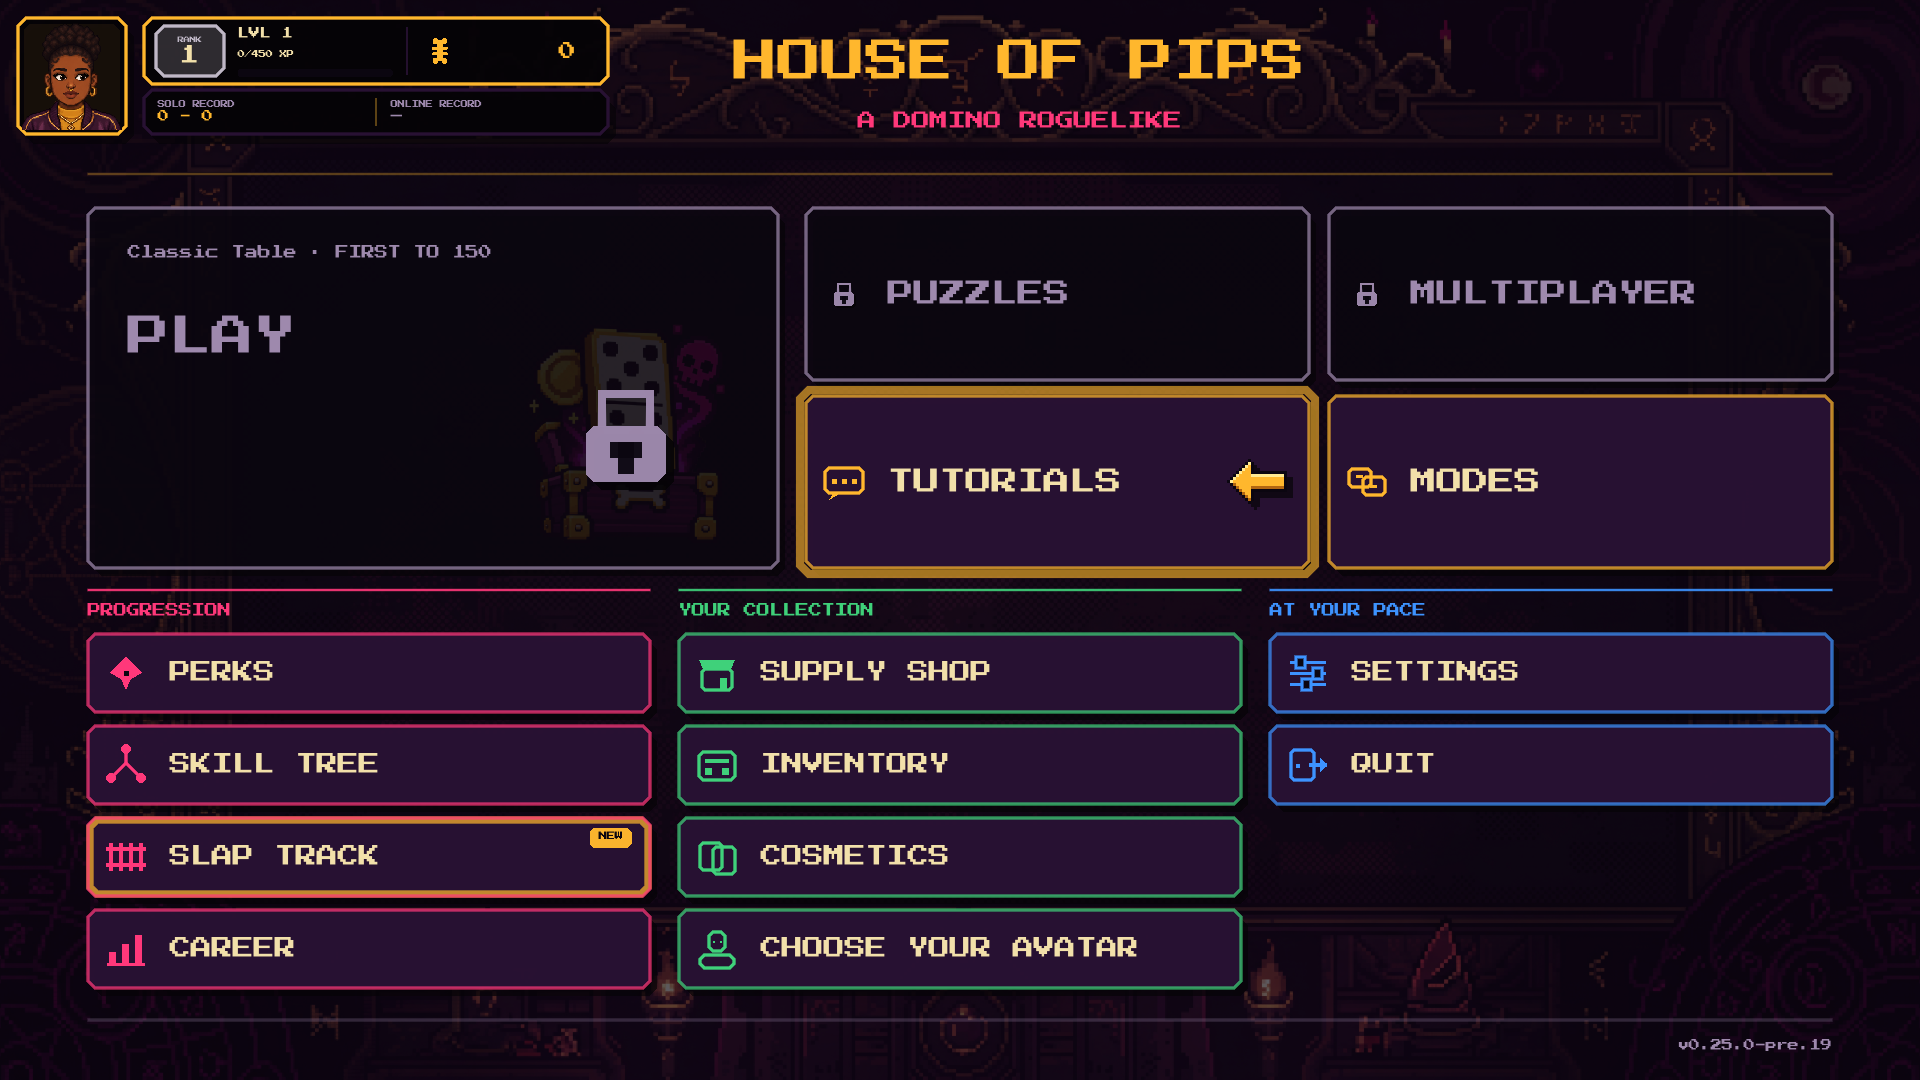 RANK
1
LVL 1
0/450 XP
0
SOLO RECORD
0 - 0
ONLINE RECORD
—
HOUSE OF PIPS
A DOMINO ROGUELIKE
Classic Table · FIRST TO 150
PLAY
PUZZLES
MULTIPLAYER
TUTORIALS
MODES
PROGRESSION
PERKS
SKILL TREE
SLAP TRACK
NEW
CAREER
YOUR COLLECTION
SUPPLY SHOP
INVENTORY
COSMETICS
CHOOSE YOUR AVATAR
AT YOUR PACE
SETTINGS
QUIT
v0.25.0-pre.19